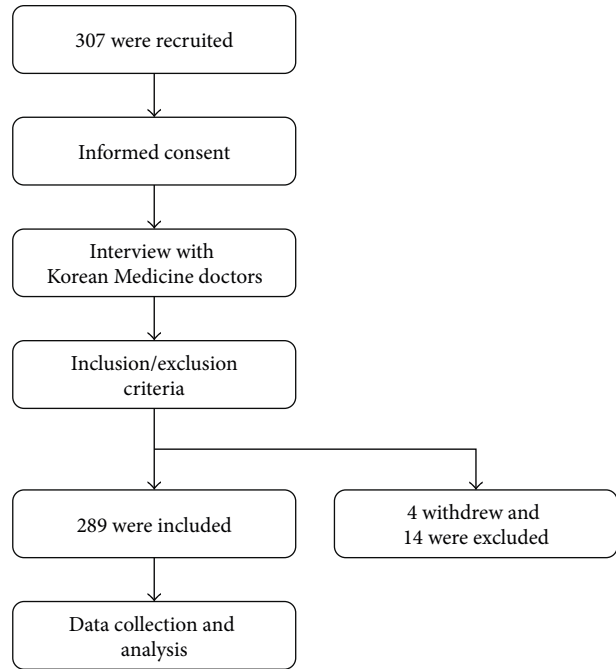 307 were recruited
Informed consent
Interview with
Korean Medicine doctors
Inclusion/exclusion
criteria
289 were included
4 withdrew and
14 were excluded
Data collection and
analysis